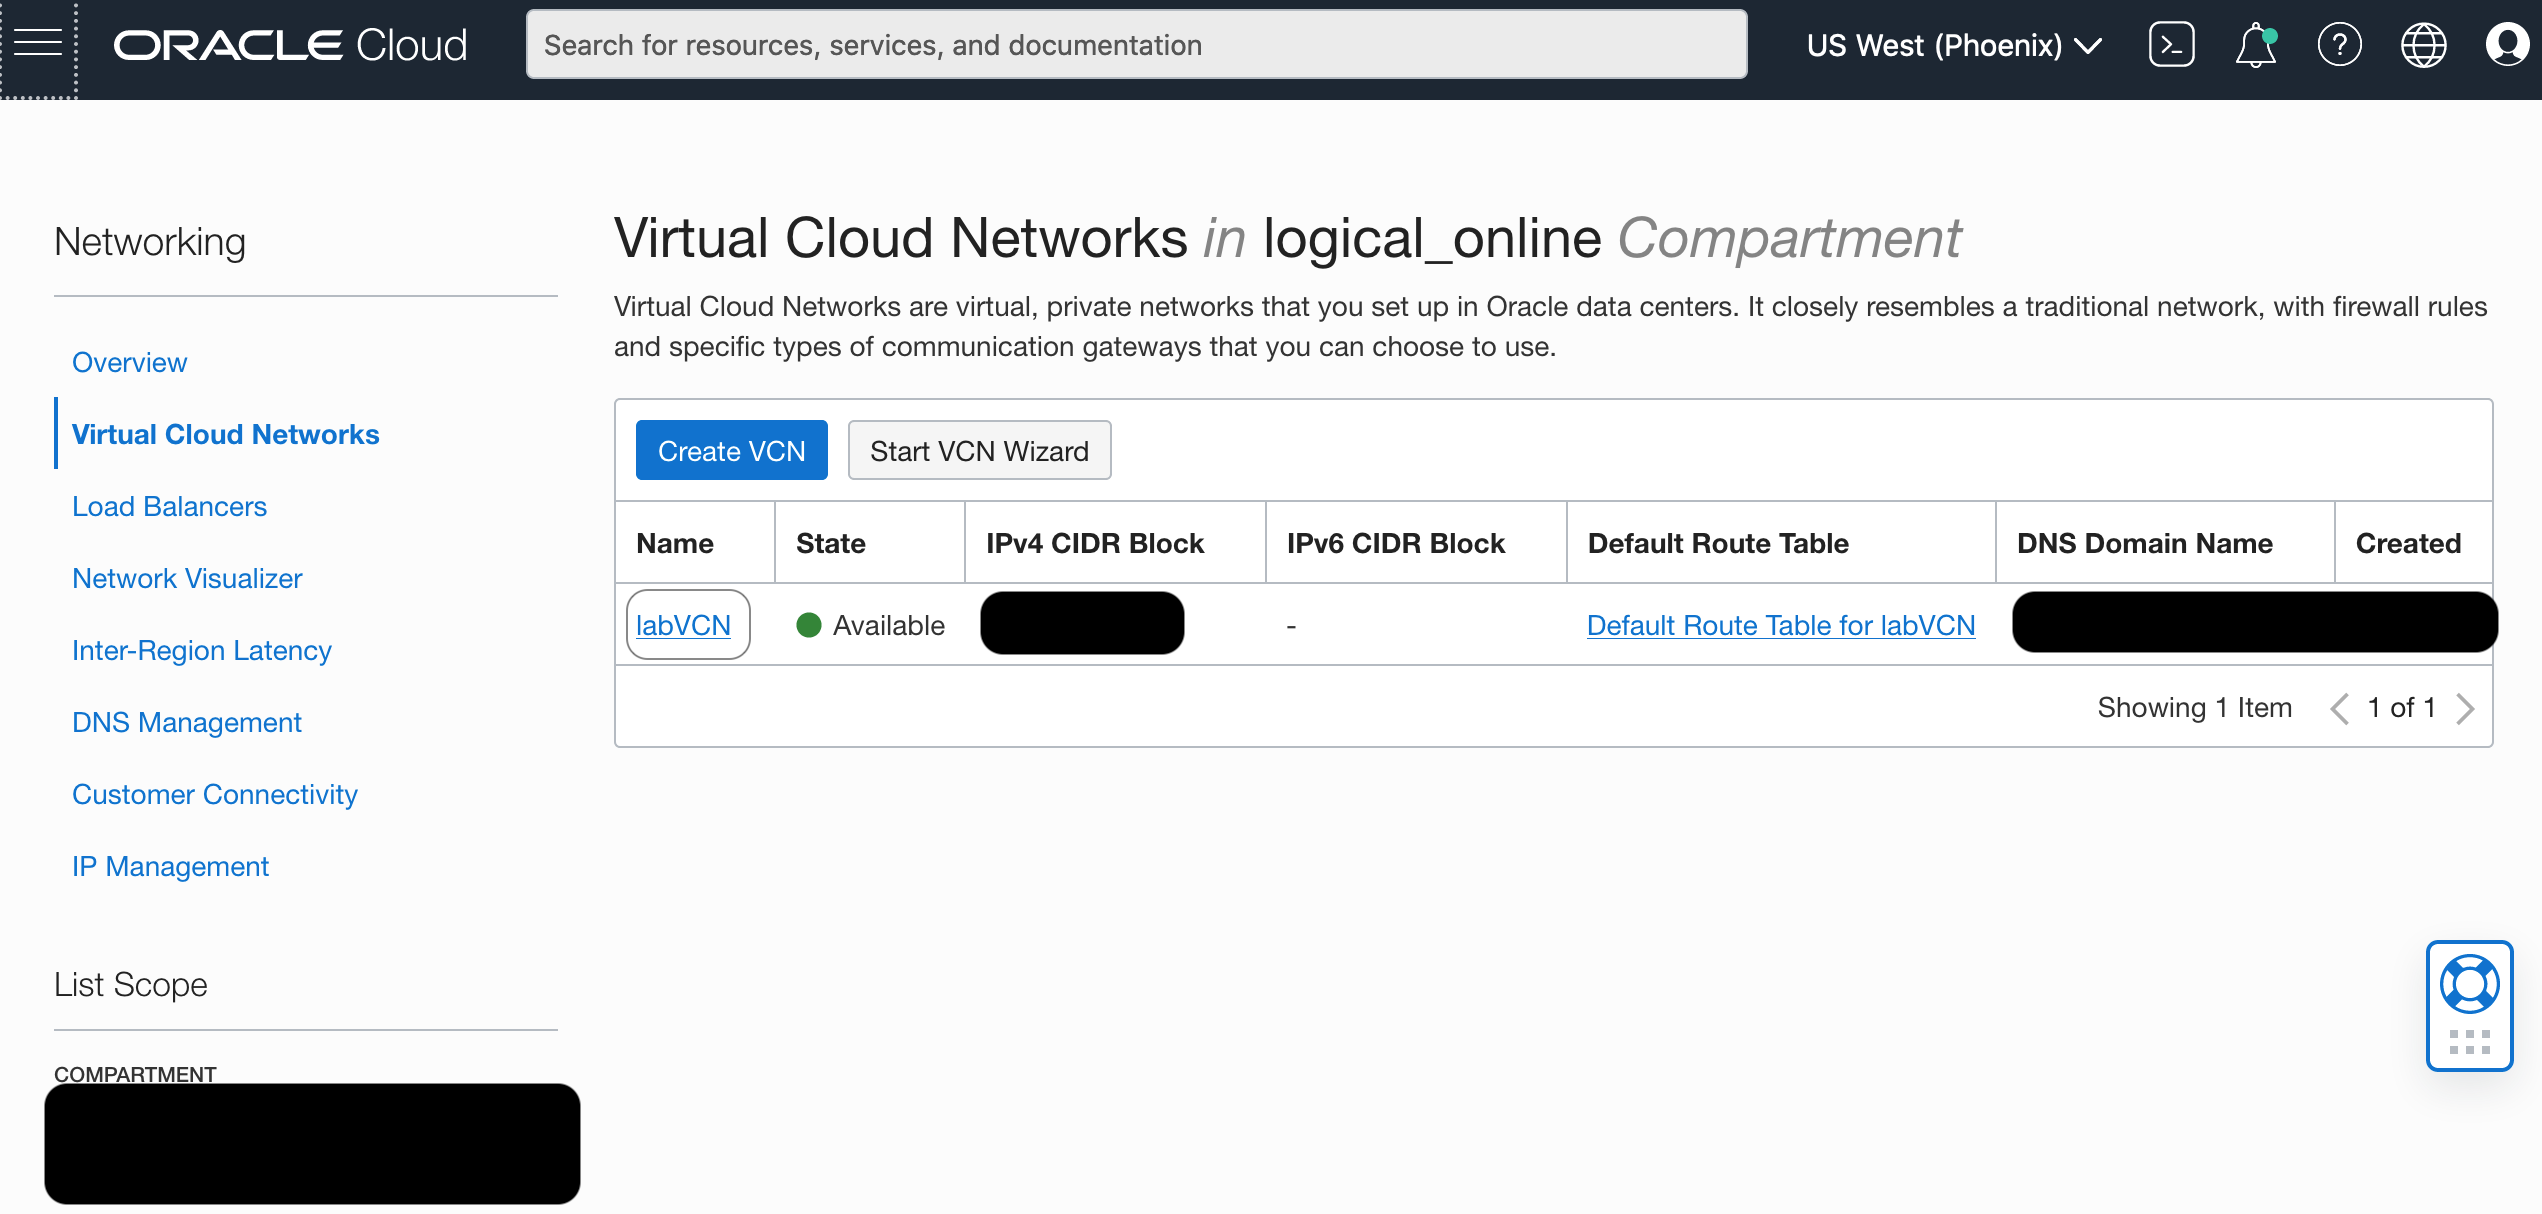 ORACLE Cloud
Search for resources, services, and documentation
US West (Phoenix)
Networking
Overview
Virtual Cloud Networks
Load Balancers
Network Visualizer
Inter-Region Latency
DNS Management
Customer Connectivity
IP Management
List Scope
COMPARTMENT
Virtual Cloud Networks in logical_online Compartment
Virtual Cloud Networks are virtual, private networks that you set up in Oracle data centers. It closely resembles a traditional network, with firewall rules
and specific types of communication gateways that you can choose to use.
Create VCN Start VCN Wizard
Name State IPv4 CIDR Block IPv6 CIDR Block Default Route Table DNS Domain Name Created
labVCN Available - Default Route Table for labVCN
Showing 1 Item 1 of 1